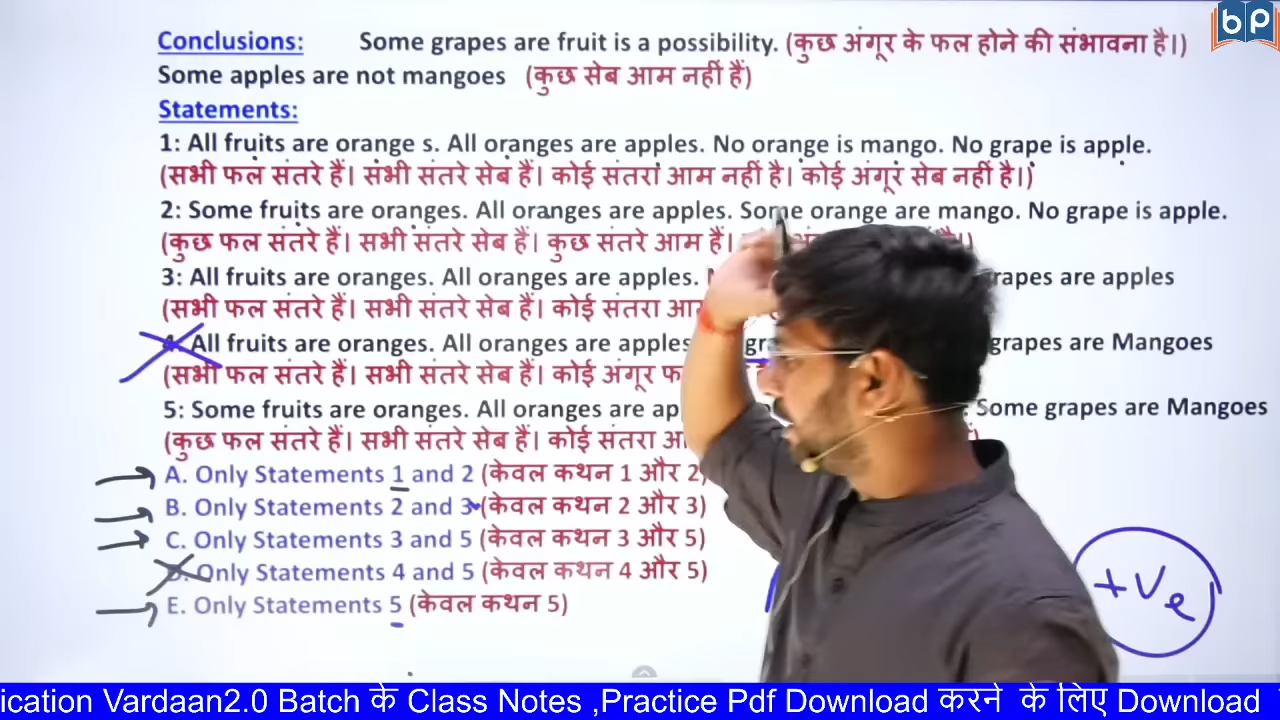 bp
Conclusions: Some grapes are fruit is a possibility. (कुछ अंगूर के फल होने की संभावना है।)
Some apples are not mangoes (कुछ सेब आम नहीं हैं)
Statements:
1: All fruits are orange s. All oranges are apples. No orange is mango. No grape is apple.
(सभी फल संतरे हैं। सभी संतरे सेब हैं। कोई संतरा आम नहीं है। कोई अंगूर सेब नहीं है।)
2: Some fruits are oranges. All oranges are apples. Some orange are mango. No grape is apple.
(कुछ फल संतरे हैं। सभी संतरे सेब हैं। कुछ संतरे आम हैं।
3: All fruits are oranges. All oranges are apples. grapes are apples
(सभी फल संतरे हैं। सभी संतरे सेब हैं। कोई संतरा
4: All fruits are oranges. All oranges are apples grapes are Mangoes
(सभी फल संतरे हैं। सभी संतरे सेब हैं। कोई अंगूर
5: Some fruits are oranges. All oranges are Some grapes are Mangoes
(कुछ फल संतरे हैं। सभी संतरे सेब हैं। कोई संतरा
A. Only Statements 1 and 2 (केवल कथन 1 और 2)
B. Only Statements 2 and 3 (केवल कथन 2 और 3)
C. Only Statements 3 and 5 (केवल कथन 3 और 5)
D. Only Statements 4 and 5 (केवल कथन 4 और 5)
E. Only Statements 5 (केवल कथन 5)
+Ve
ication Vardaan2.0 Batch के Class Notes ,Practice Pdf Download करने के लिए Download